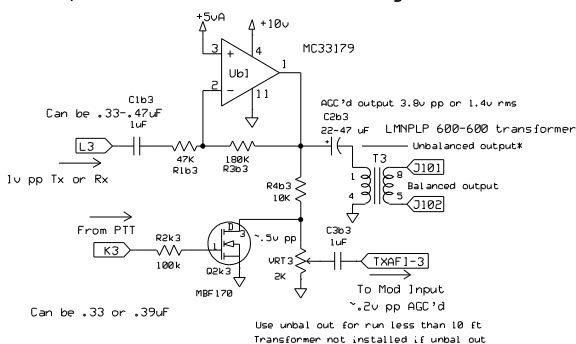 +5vA
+10v
3
4
MC33179
+
Ub1
1
2
-
11
C1b3
Can be .33-.47uF
1uF
AGC'd output 3.8v pp or 1.4v rms
C2b3
22-47 uF
LMNPLP 600-600 transformer
+
Unbalanced output*
L3
47K
R1b3
180K
R3b3
T3
1
8
J101
Balanced output
4
5
J102
1v pp Tx or Rx
R4b3
10K
From PTT
D
3
~.5v pp
C3b3
1uF
K3
R2k3
100k
1
Q2k3
VRT3
2K
TXAF1-3
MBF170
To Mod Input
~.2v pp AGC'd
Can be .33 or .39uF
Use unbal out for run less than 10 ft
Transformer not installed if unbal out